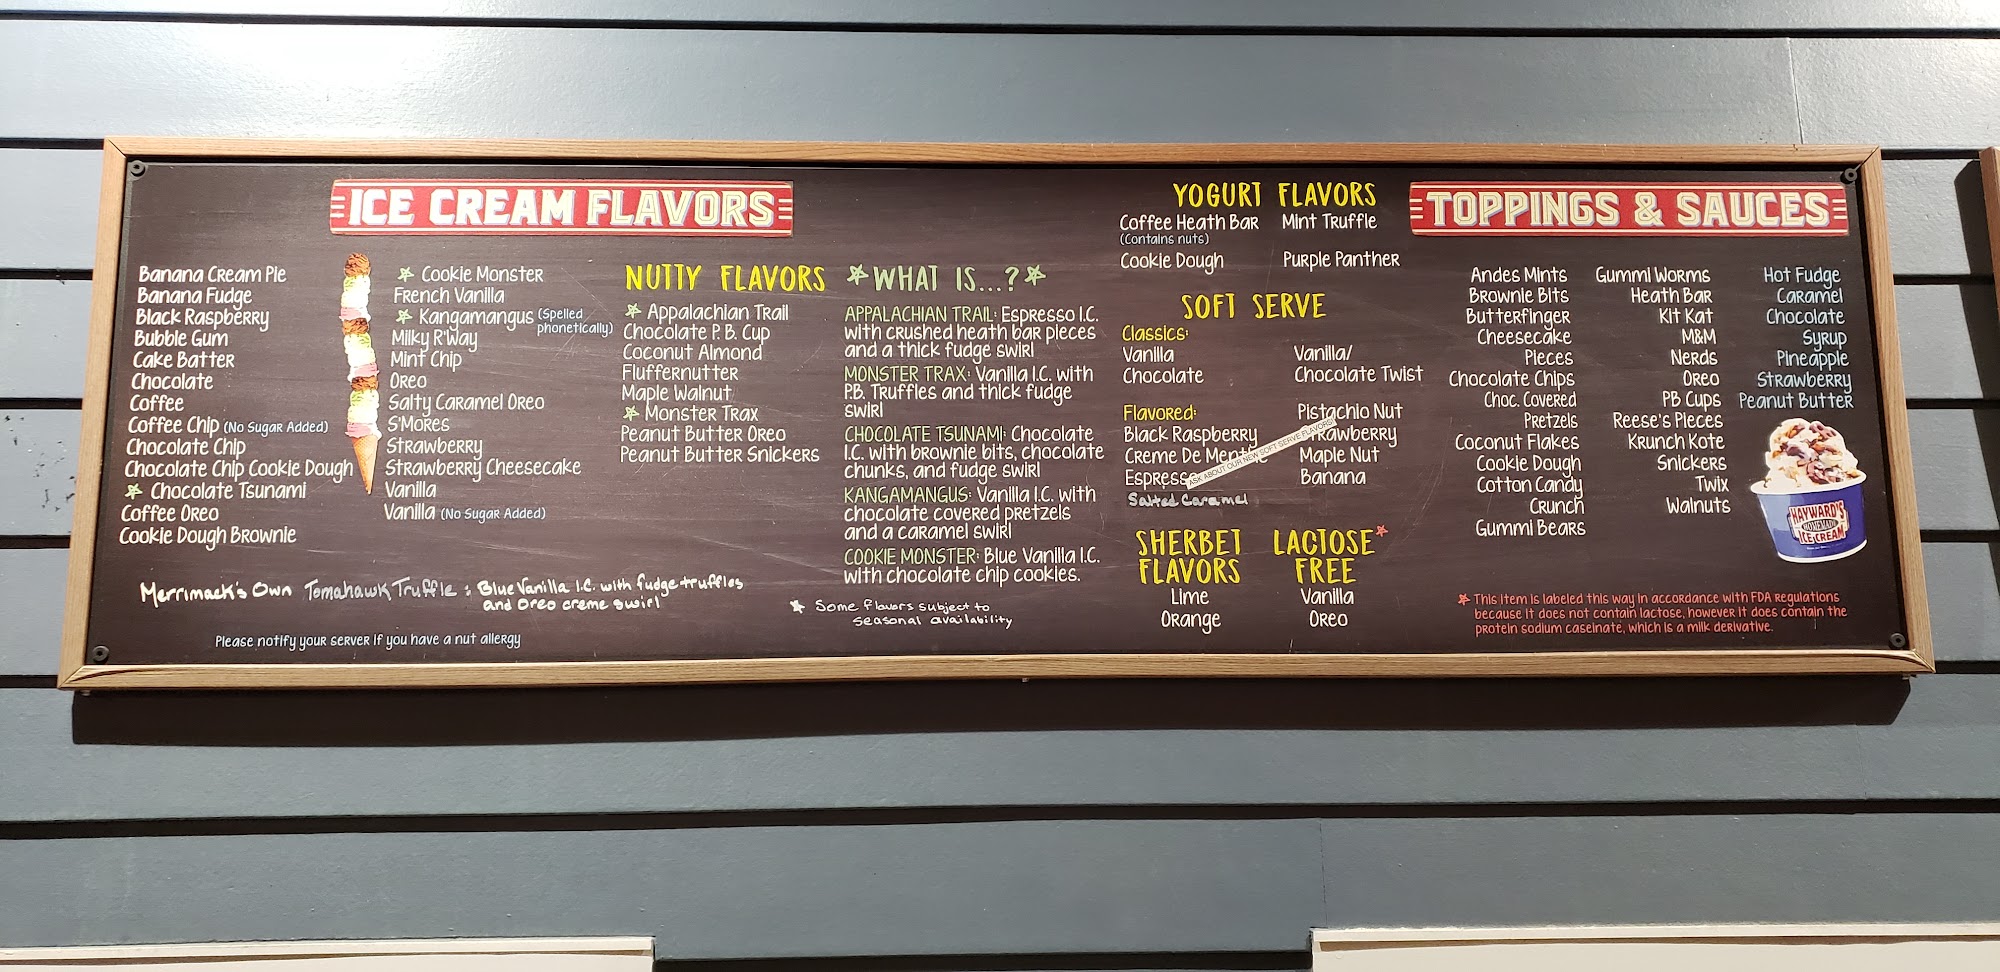 ICE CREAM FLAVORS
Banana Cream Pie
Banana Fudge
Black Raspberry
Bubble Gum
Cake Batter
Chocolate
Coffee
Coffee Chip (No Sugar Added)
Chocolate Chip
Chocolate Chip Cookie Dough
☆ Chocolate Tsunami
Coffee Oreo
Cookie Dough Brownie
☆ Cookie Monster
French Vanilla
☆ Kangamangus (Spelled
phonetically)
Milky R'Way
Mint Chip
Oreo
Salty Caramel Oreo
S'Mores
Strawberry
Strawberry Cheesecake
Vanilla
Vanilla (No Sugar Added)
NUTTY FLAVORS
☆ Appalachian Trail
Chocolate P.B. Cup
Coconut Almond
Fluffernutter
Maple Walnut
☆ Monster Trax
Peanut Butter Oreo
Peanut Butter Snickers
☆WHAT IS...?☆
APPALACHIAN TRAIL: Espresso I.C.
with crushed heath bar pieces
and a thick fudge swirl
MONSTER TRAX: Vanilla I.C. with
P.B. Truffles and thick fudge
swirl
CHOCOLATE TSUNAMI: Chocolate
I.C. with brownie bits, chocolate
chunks, and fudge swirl
KANGAMANGUS: Vanilla I.C. with
chocolate covered pretzels
and a caramel swirl
COOKIE MONSTER: Blue Vanilla I.C.
with chocolate chip cookies.
Merrimack's Own Tomahawk Truffle : Blue Vanilla I.C. with fudge truffles
and Oreo creme swirl
☆ Some flavors subject to
seasonal availability
Please notify your server if you have a nut allergy
YOGURT FLAVORS
Coffee Heath Bar
(Contains nuts)
Mint Truffle
Cookie Dough
Purple Panther
SOFT SERVE
Classics:
Vanilla
Chocolate
Vanilla/
Chocolate Twist
Flavored:
Black Raspberry
Creme De Menthe
Espress
Salted Caramel
Pistachio Nut
trawberry
Maple Nut
Banana
ASK ABOUT OUR NEW SOFT SERVE FLAVORS
SHERBET
FLAVORS
Lime
Orange
LACTOSE☆
FREE
Vanilla
Oreo
TOPPINGS & SAUCES
Andes Mints
Brownie Bits
Butterfinger
Cheesecake
Pieces
Chocolate Chips
Choc. Covered
Pretzels
Coconut Flakes
Cookie Dough
Cotton Candy
Crunch
Gummi Bears
Gummi Worms
Heath Bar
Kit Kat
M&M
Nerds
Oreo
PB Cups
Reese's Pieces
Krunch Kote
Snickers
Twix
Walnuts
Hot Fudge
Caramel
Chocolate
Syrup
Pineapple
Strawberry
Peanut Butter
HAYWARD'S
HOMEMADE
ICE CREAM
☆ This item is labeled this way in accordance with FDA Regulations
because it does not contain lactose, however it does contain the
protein sodium caseinate, which is a milk derivative.